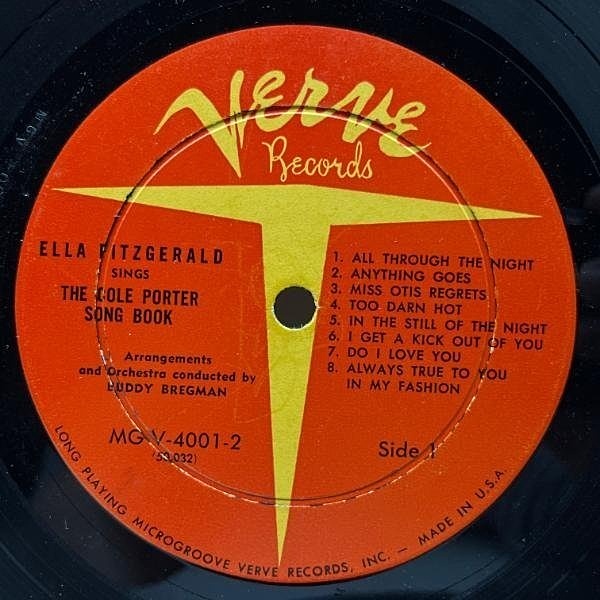 Verve
Records
ELLA FITZGERALD
SINGS
THE COLE PORTER
SONG BOOK
Arrangements
and Orchestra conducted by
BUDDY BREGMAN
MG V-4001-2
(50,032)
1. ALL THROUGH THE NIGHT
2. ANYTHING GOES
3. MISS OTIS REGRETS
4. TOO DARN HOT
5. IN THE STILL OF THE NIGHT
6. I GET A KICK OUT OF YOU
7. DO I LOVE YOU
8. ALWAYS TRUE TO YOU
IN MY FASHION
Side 1
LONG PLAYING MICROGROOVE VERVE RECORDS, INC. — MADE IN U.S.A.